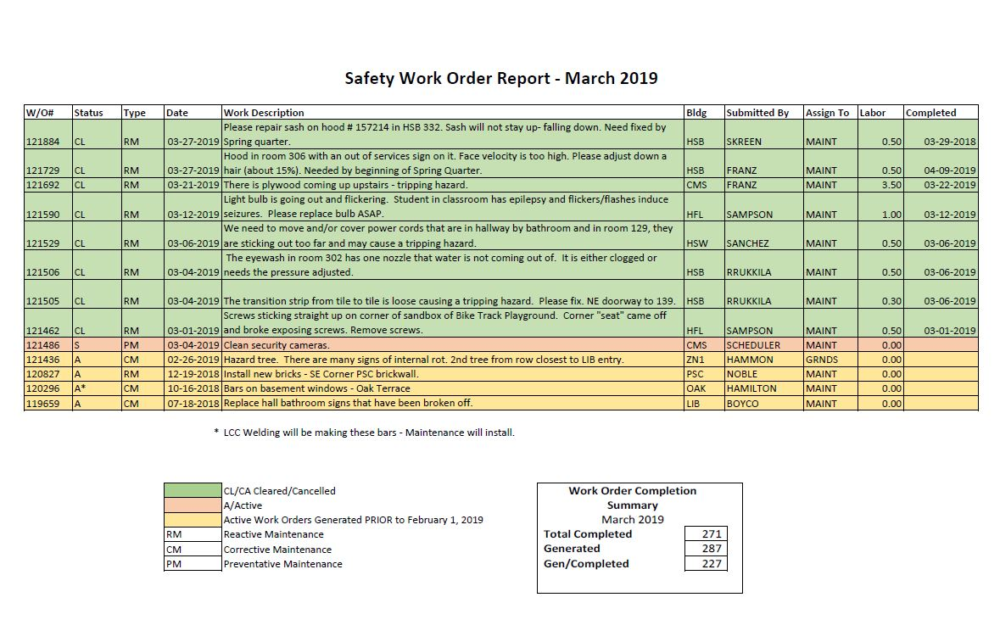 Safety Work Order Report - March 2019
W/O# Status Type Date Work Description Bldg Submitted By Assign To Labor Completed
Please repair sash on hood # 157214 in HSB 332. Sash will not stay up- falling down. Need fixed by
121884 CL RM 03-27-2019 Spring quarter. HSB SKREEN MAINT 0.50 03-29-2018
Hood in room 306 with an out of services sign on it. Face velocity is too high. Please adjust down a
121729 CL RM 03-27-2019 hair (about 15%). Needed by beginning of Spring Quarter. HSB FRANZ MAINT 0.50 04-09-2019
121692 CL RM 03-21-2019 There is plywood coming up upstairs - tripping hazard. CMS FRANZ MAINT 3.50 03-22-2019
Light bulb is going out and flickering. Student in classroom has epilepsy and flickers/flashes induce
121590 CL RM 03-12-2019 seizures. Please replace bulb ASAP. HFL SAMPSON MAINT 1.00 03-12-2019
We need to move and/or cover power cords that are in hallway by bathroom and in room 129, they
121529 CL RM 03-06-2019 are sticking out too far and may cause a tripping hazard. HSW SANCHEZ MAINT 0.50 03-06-2019
The eyewash in room 302 has one nozzle that water is not coming out of. It is either clogged or
121506 CL RM 03-04-2019 needs the pressure adjusted. HSB RRUKKILA MAINT 0.50 03-06-2019
121505 CL RM 03-04-2019 The transition strip from tile to tile is loose causing a tripping hazard. Please fix. NE doorway to 139. HSB RRUKKILA MAINT 0.30 03-06-2019
Screws sticking straight up on corner of sandbox of Bike Track Playground. Corner "seat" came off
121462 CL RM 03-01-2019 and broke exposing screws. Remove screws. HFL SAMPSON MAINT 0.50 03-01-2019
121486 S PM 03-04-2019 Clean security cameras. CMS SCHEDULER MAINT 0.00
121436 A CM 02-26-2019 Hazard tree. There are many signs of internal rot. 2nd tree from row closest to LIB entry. ZN1 HAMMON GRNDS 0.00
120827 A RM 12-19-2018 Install new bricks - SE Corner PSC brickwall. PSC NOBLE MAINT 0.00
120296 A* CM 10-16-2018 Bars on basement windows - Oak Terrace OAK HAMILTON MAINT 0.00
119659 A CM 07-18-2018 Replace hall bathroom signs that have been broken off. LIB BOYCO MAINT 0.00
* LCC Welding will be making these bars - Maintenance will install.
CL/CA Cleared/Cancelled
A/Active
Active Work Orders Generated PRIOR to February 1, 2019
RM Reactive Maintenance
CM Corrective Maintenance
PM Preventative Maintenance
Work Order Completion
Summary
March 2019
Total Completed 271
Generated 287
Gen/Completed 227